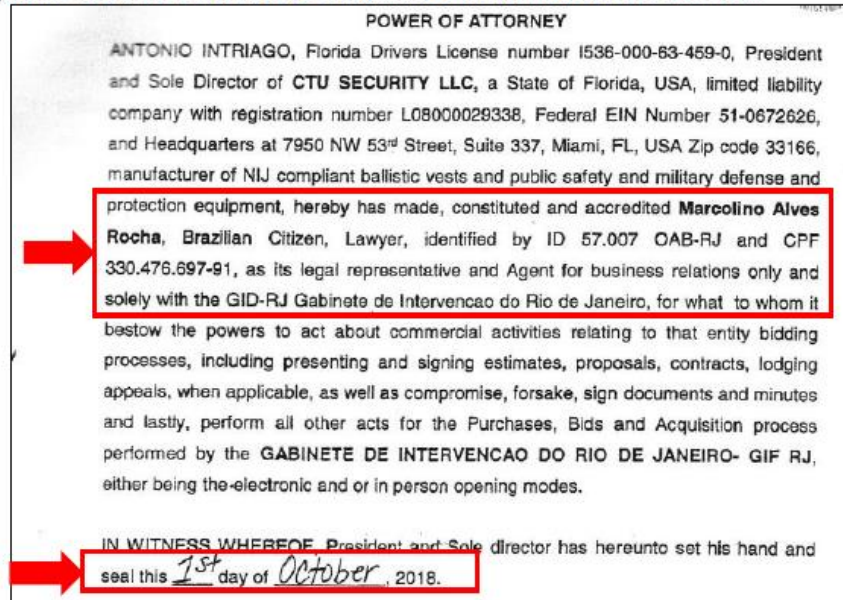 POWER OF ATTORNEY
ANTONIO INTRIAGO, Florida Drivers License number I536-000-63-459-0, President
and Sole Director of CTU SECURITY LLC, a State of Florida, USA, limited liability
company with registration number L08000029338, Federal EIN Number 51-0672626,
and Headquarters at 7950 NW 53rd Street, Suite 337, Miami, FL, USA Zip code 33166,
manufacturer of NIJ compliant ballistic vests and public safety and military defense and
protection equipment, hereby has made, constituted and accredited Marcolino Alves
Rocha, Brazilian Citizen, Lawyer, identified by ID 57.007 OAB-RJ and CPF
330.476.697-91, as its legal representative and Agent for business relations only and
solely with the GID-RJ Gabinete de Intervencao do Rio de Janeiro, for what to whom it
bestow the powers to act about commercial activities relating to that entity bidding
processes, including presenting and signing estimates, proposals, contracts, lodging
appeals, when applicable, as well as compromise, forsake, sign documents and minutes
and lastly, perform all other acts for the Purchases, Bids and Acquisition process
performed by the GABINETE DE INTERVENCAO DO RIO DE JANEIRO- GIF RJ,
either being the-electronic and or in person opening modes.
IN WITNESS WHEREOF, President and Sole director has hereunto set his hand and
seal this 1st day of October, 2018.